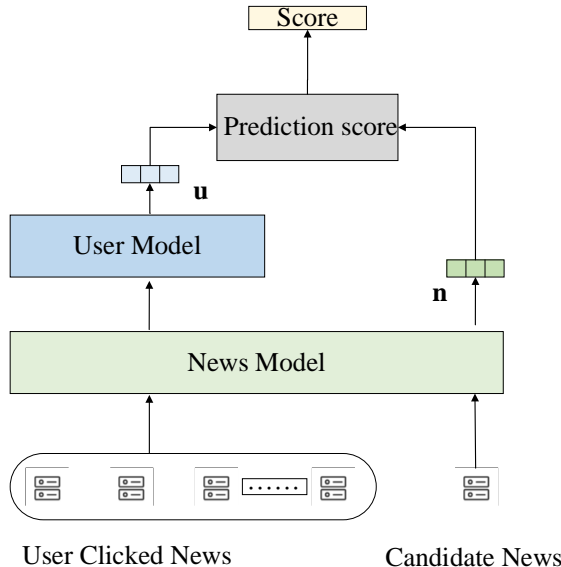 Score
Prediction score
u
User Model
n
News Model
......
User Clicked News
Candidate News